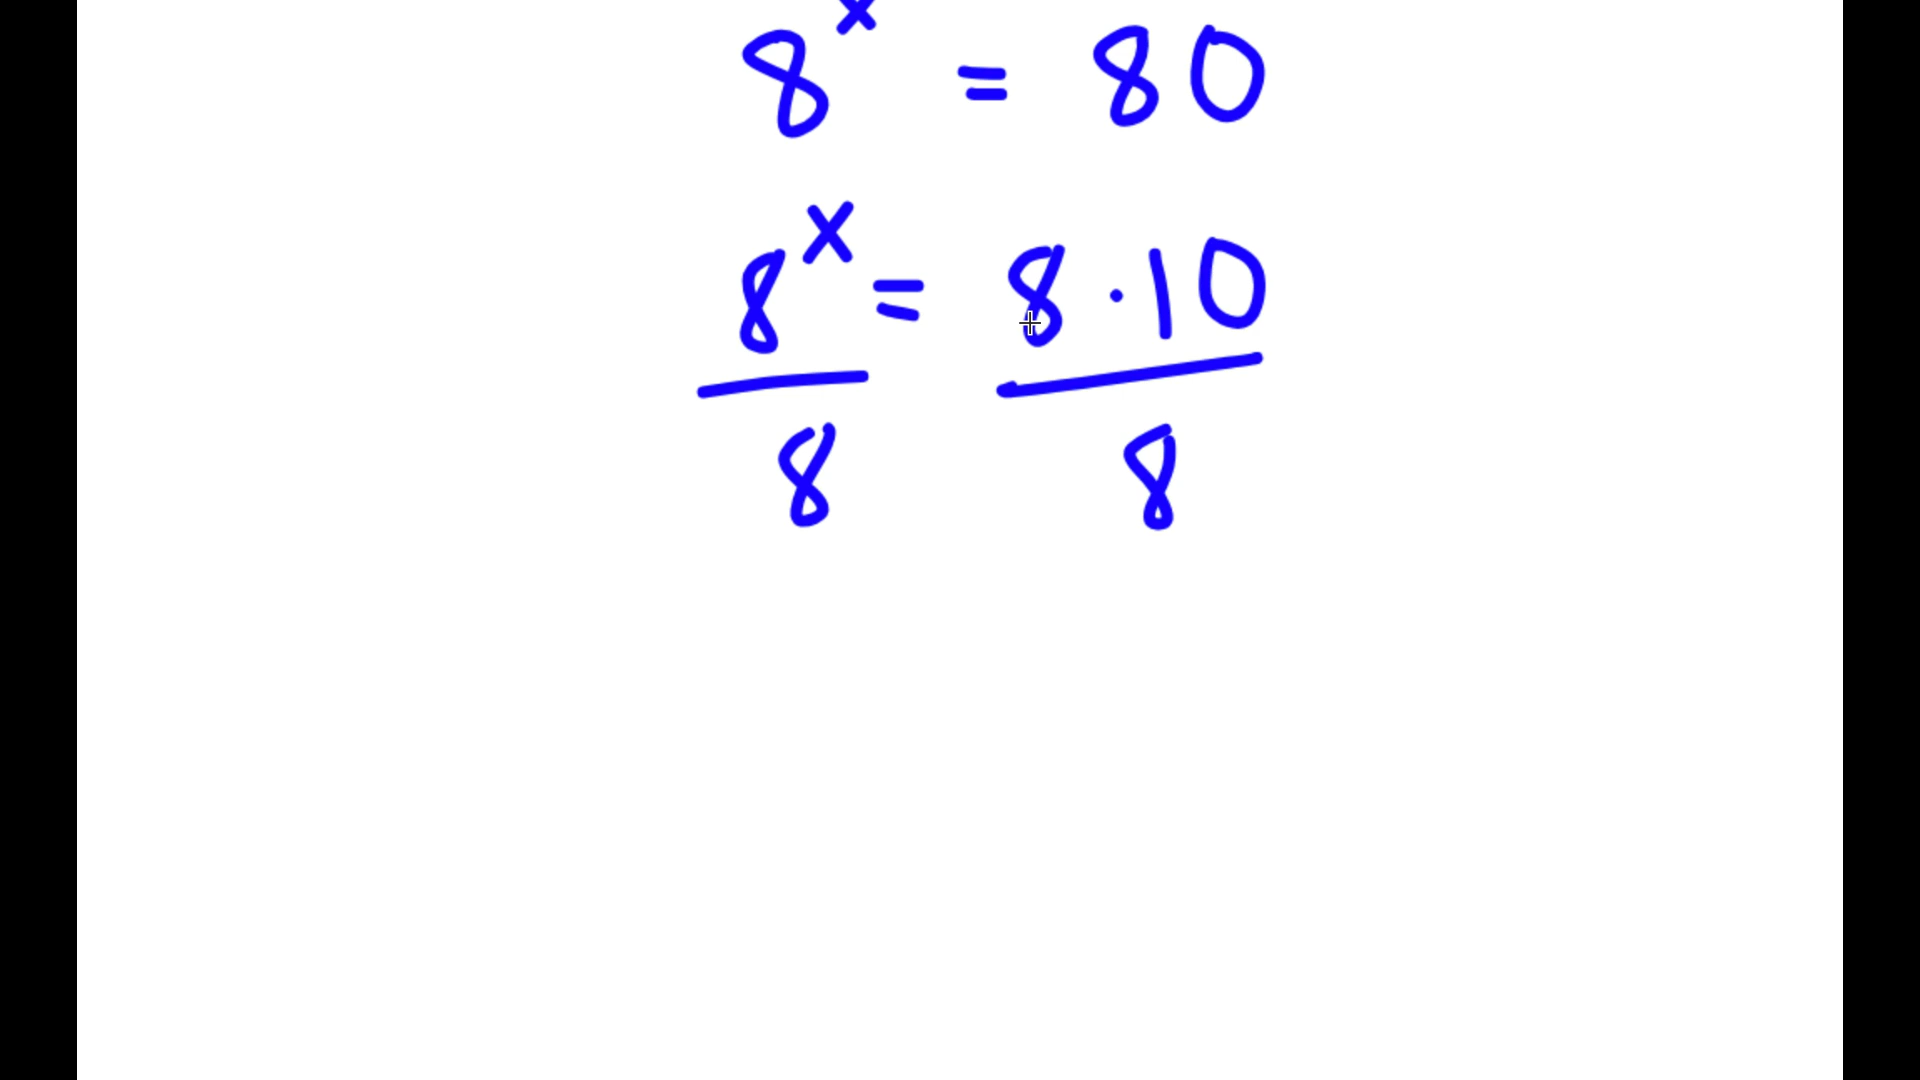 8^x = 80
8^x = 8 · 10
8 8